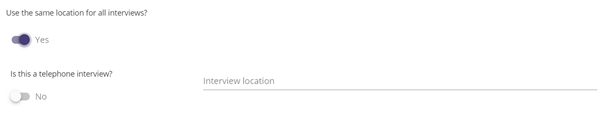 Use the same location for all interviews?
Yes
Is this a telephone interview?
Interview location
No